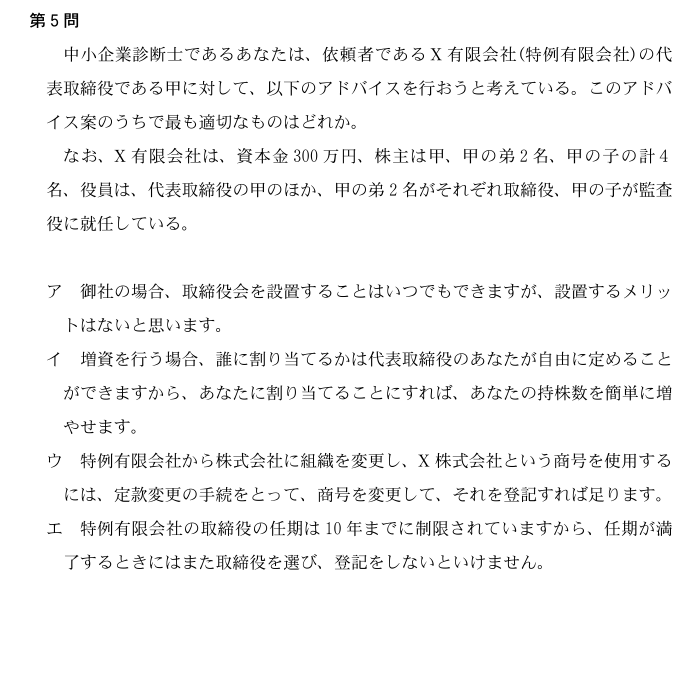 第5問
中小企業診断士であるあなたは、依頼者であるX有限会社(特例有限会社)の代
表取締役である甲に対して、以下のアドバイスを行おうと考えている。このアドバ
イス案のうちで最も適切なものはどれか。
なお、X有限会社は、資本金300万円、株主は甲、甲の弟2名、甲の子の計4
名、役員は、代表取締役の甲のほか、甲の弟2名がそれぞれ取締役、甲の子が監査
役に就任している。
ア 御社の場合、取締役会を設置することはいつでもできますが、設置するメリッ
トはないと思います。
イ 増資を行う場合、誰に割り当てるかは代表取締役のあなたが自由に定めること
ができますから、あなたに割り当てることにすれば、あなたの持株数を簡単に増
やせます。
ウ 特例有限会社から株式会社に組織を変更し、X株式会社という商号を使用する
には、定款変更の手続をとって、商号を変更して、それを登記すれば足ります。
エ 特例有限会社の取締役の任期は10年までに制限されていますから、任期が満
了するときにはまた取締役を選び、登記をしないといけません。